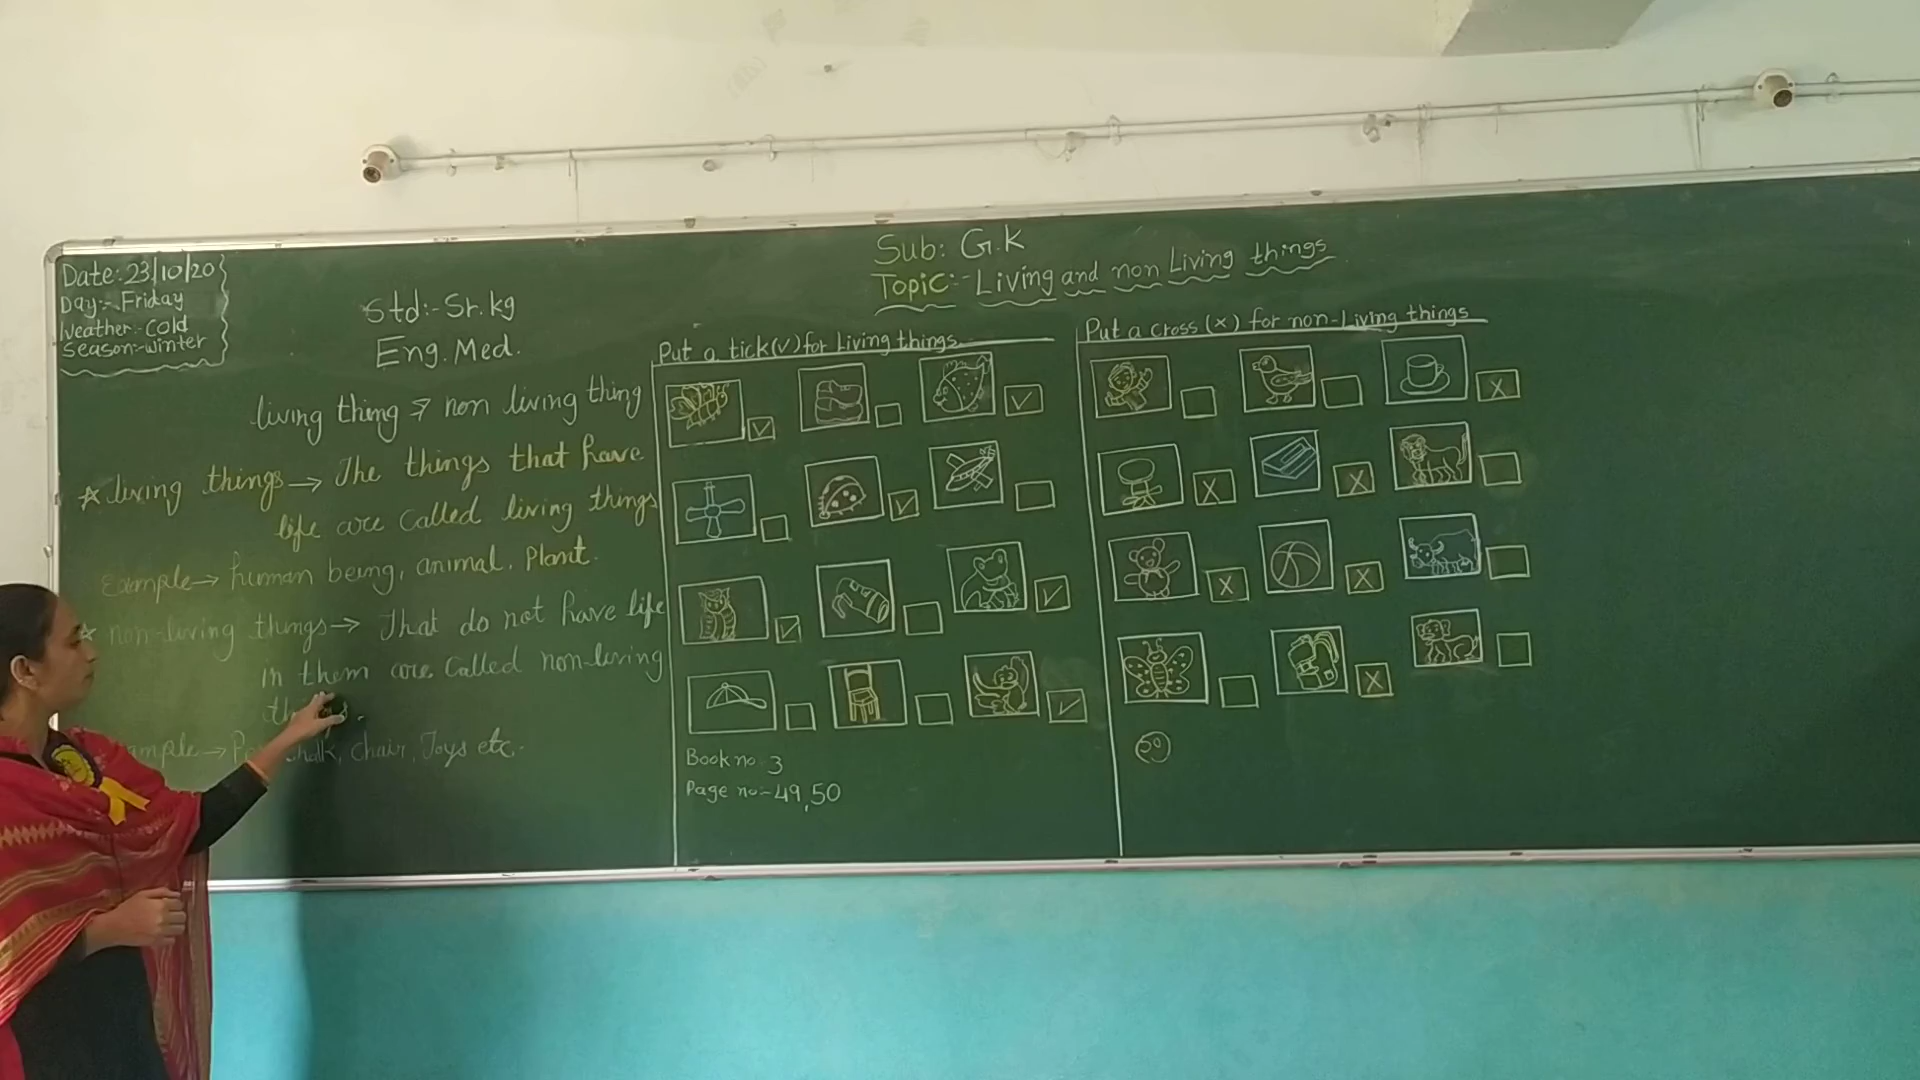 Date:23/10/20
Day:- Friday
Weather:-Cold
Season:-winter
Std:-Sr.kg
Eng.Med.
Sub: G.K
Topic:- Living and non Living things
living thing & non living thing
living things → The things that have
life are called living things
Example → human being, animal, Plant.
non-living things → That do not have life
in them are called non-living
chalk, chair, Toys etc.
Put a tick(√)for Living things
Book no 3
Page no:-49,50
Put a cross (x) for non-Living things
50